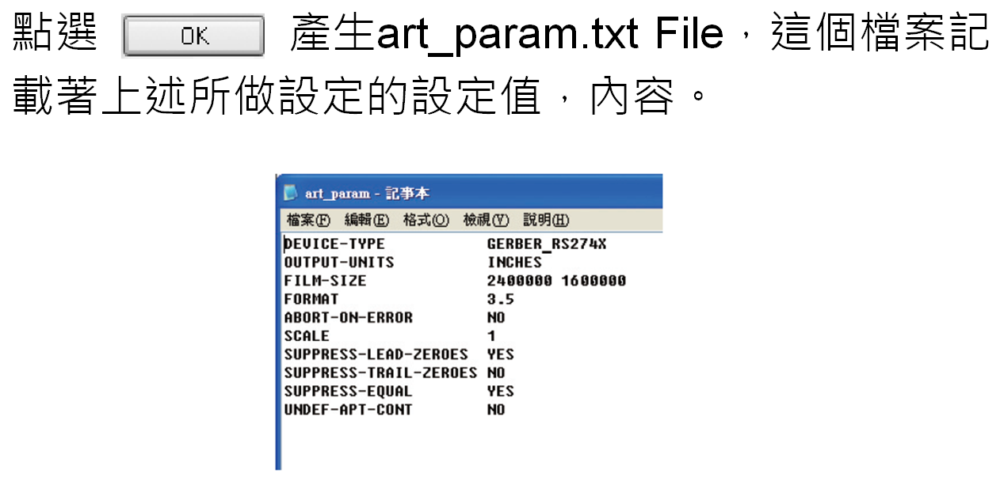 點選 OK 產生art_param.txt File，這個檔案記
載著上述所做設定的設定值，內容。
art_param - 記事本
檔案(F) 編輯(E) 格式(O) 檢視(V) 說明(H)
DEVICE-TYPE GERBER_RS274X
OUTPUT-UNITS INCHES
FILM-SIZE 2400000 1600000
FORMAT 3.5
ABORT-ON-ERROR NO
SCALE 1
SUPPRESS-LEAD-ZEROES YES
SUPPRESS-TRAIL-ZEROES NO
SUPPRESS-EQUAL YES
UNDEF-APT-CONT NO